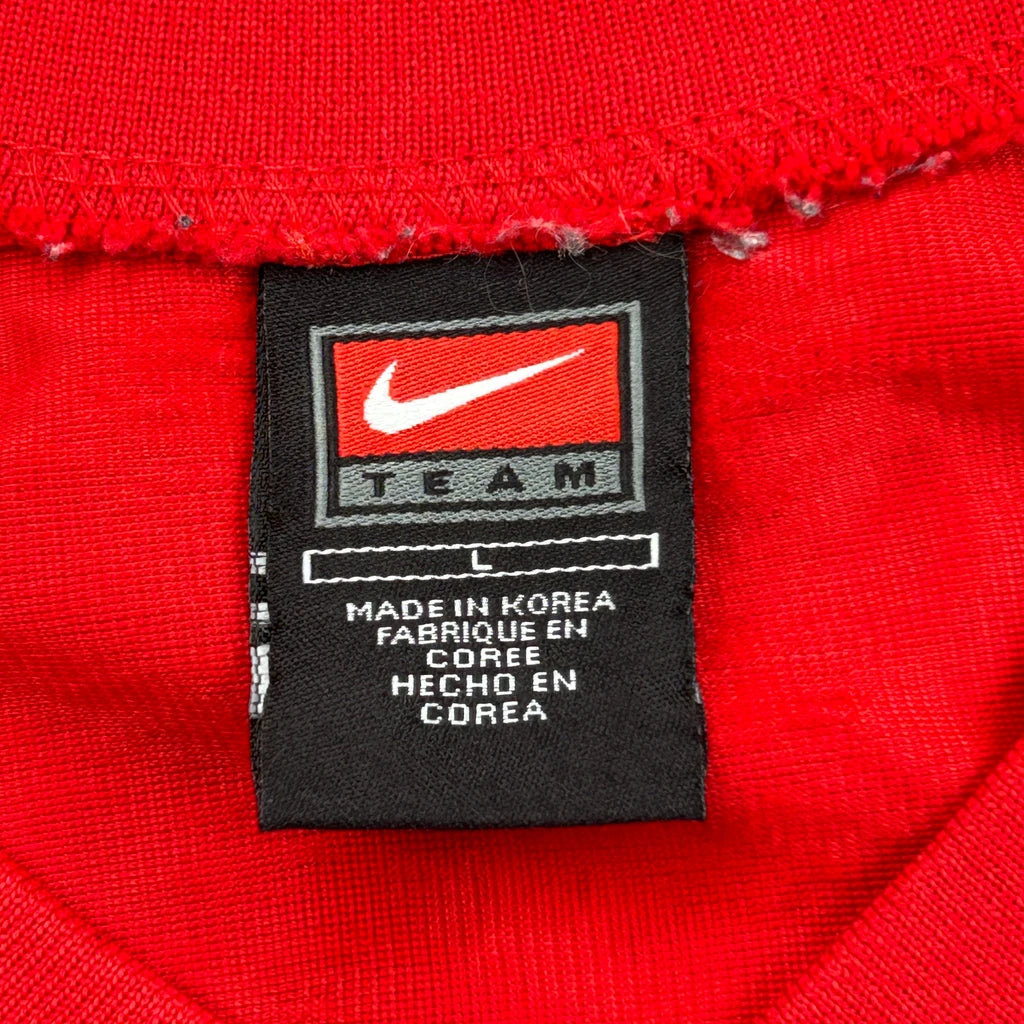 TEAM
L
MADE IN KOREA
FABRIQUE EN
COREE
HECHO EN
COREA